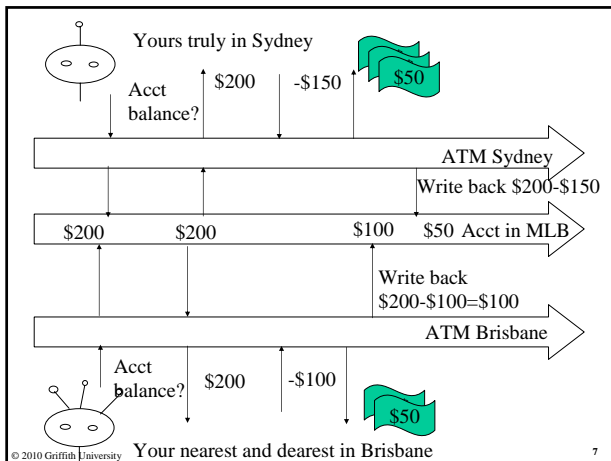 Yours truly in Sydney
Acct
balance?
$200
-$150
$50
ATM Sydney
Write back $200-$150
$200
$200
$100
$50 Acct in MLB
Write back
$200-$100=$100
ATM Brisbane
Acct
balance?
$200
-$100
$50
Your nearest and dearest in Brisbane
© 2010 Griffith University
7